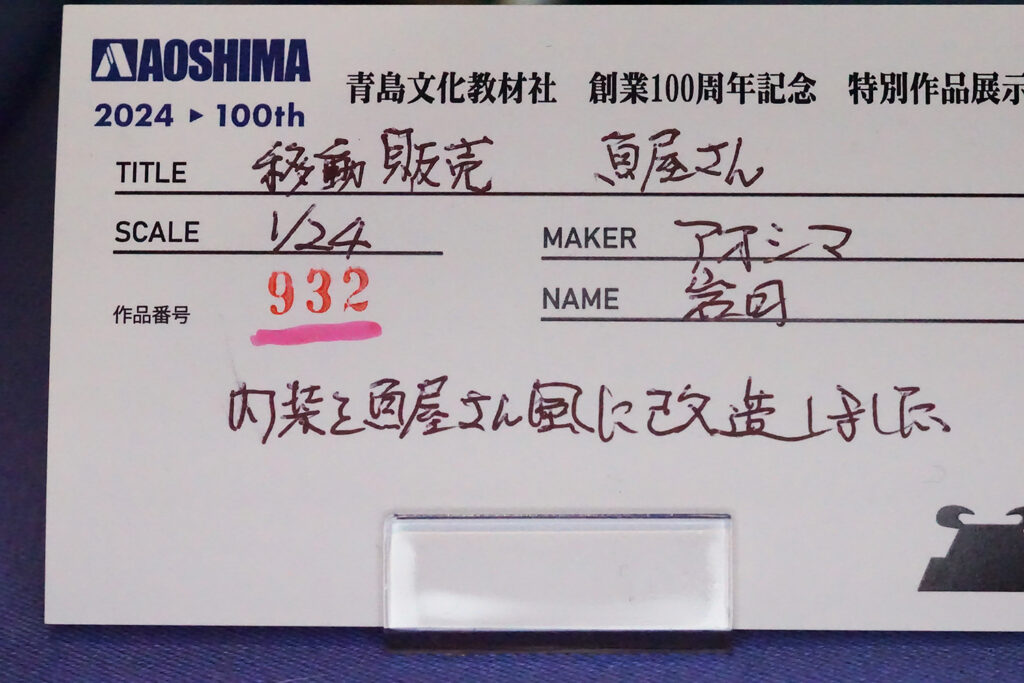 AOSHIMA
2024 ▶ 100th
青島文化教材社 創業100周年記念 特別作品展示
TITLE 移動販売 魚屋さん
SCALE 1/24
MAKER アオシマ
作品番号 932
NAME 岩田
内装を魚屋さん風に改造しました。